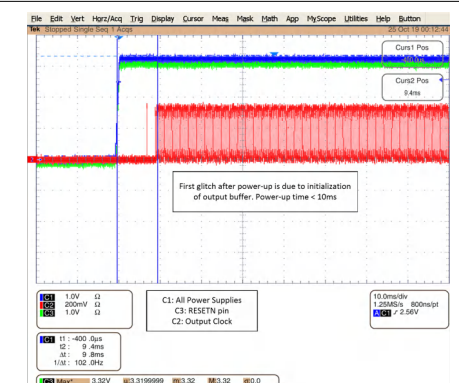 File Edit Vert Horz/Acq Trig Display Cursor Meas Mask Math App MyScope Utilities Help Button
Tek Stopped Single Seq 1 Acqs 25 Oct 19 00:12:44
Curs1 Pos
Curs2 Pos
9.4ms
First glitch after power-up is due to initialization
of output buffer. Power-up time < 10ms
C1 1.0V Ω
C2 200mV Ω
C3 1.0V Ω
C1: All Power Supplies
C3: RESETN pin
C2: Output Clock
10.0ms/div
1.25MS/s 800ns/pt
A C1 2.56V
C1 t1: -400.0µs
t2: 9.4ms
Δt: 9.8ms
1/Δt: 102.0Hz
C3 Max* 3.32V µ:3.3199999 m:3.32 M:3.32 σ:0.0